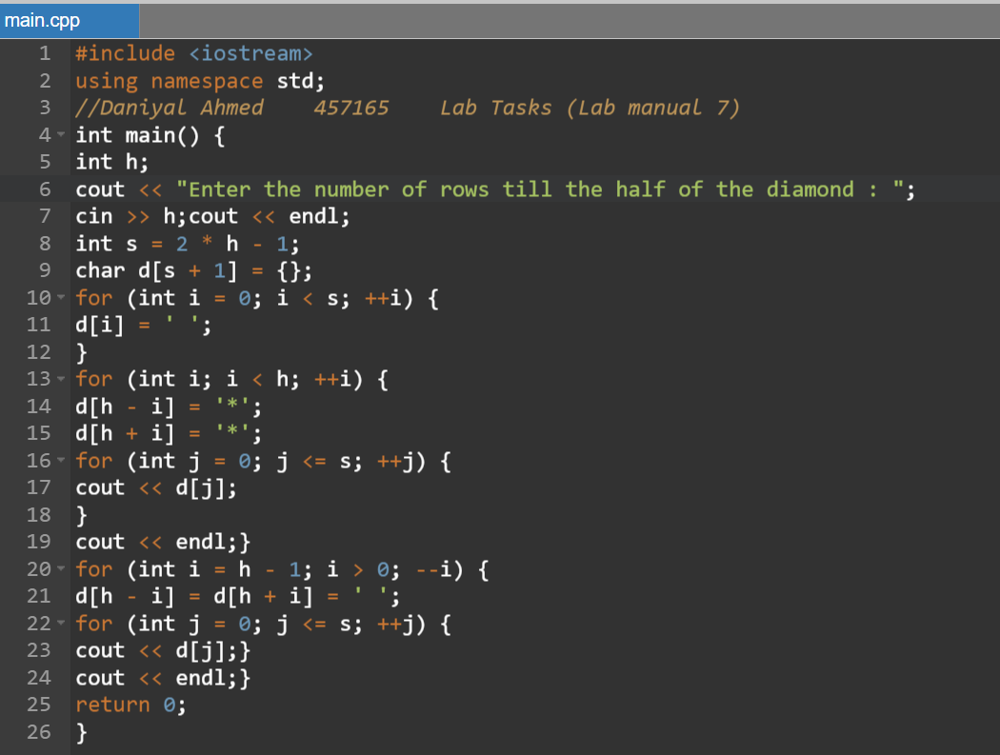 main.cpp
1 #include <iostream>
2 using namespace std;
3 //Daniyal Ahmed    457165    Lab Tasks (Lab manual 7)
4 int main() {
5 int h;
6 cout << "Enter the number of rows till the half of the diamond : ";
7 cin >> h;cout << endl;
8 int s = 2 * h - 1;
9 char d[s + 1] = {};
10 for (int i = 0; i < s; ++i) {
11 d[i] = ' ';
12 }
13 for (int i; i < h; ++i) {
14 d[h - i] = '*';
15 d[h + i] = '*';
16 for (int j = 0; j <= s; ++j) {
17 cout << d[j];
18 }
19 cout << endl;}
20 for (int i = h - 1; i > 0; --i) {
21 d[h - i] = d[h + i] = ' ';
22 for (int j = 0; j <= s; ++j) {
23 cout << d[j];}
24 cout << endl;}
25 return 0;
26 }